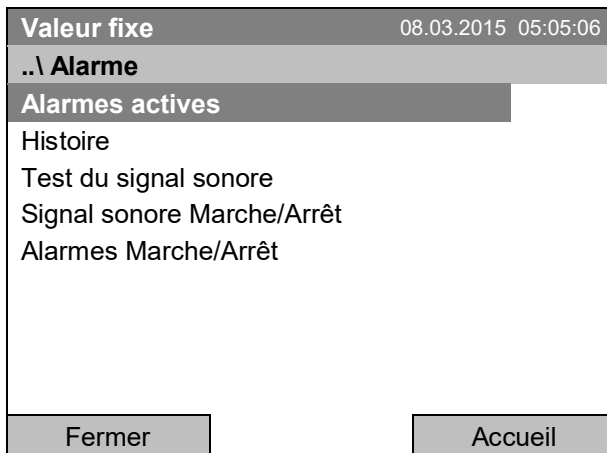 Valeur fixe 08.03.2015 05:05:06
..\ Alarme
Alarmes actives
Histoire
Test du signal sonore
Signal sonore Marche/Arrêt
Alarmes Marche/Arrêt
Fermer Accueil